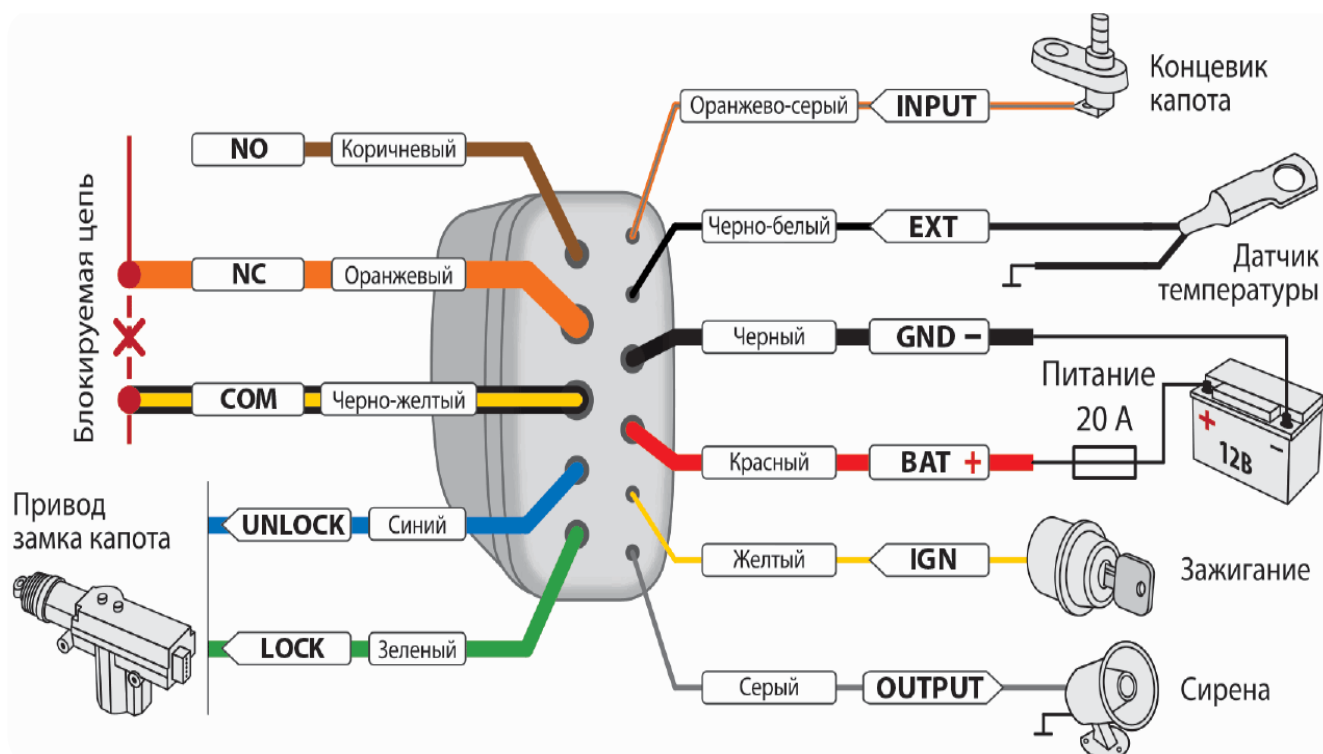 Оранжево-серый
INPUT
Концевик
капота
NO
Коричневый
Блокируемая цепь
Черно-белый
EXT
Датчик
температуры
NC
Оранжевый
Черный
GND –
Питание
20 А
COM
Черно-желтый
Красный
BAT +
+ –
12В
Привод
замка капота
UNLOCK
Синий
Желтый
IGN
Зажигание
LOCK
Зеленый
Серый
OUTPUT
Сирена